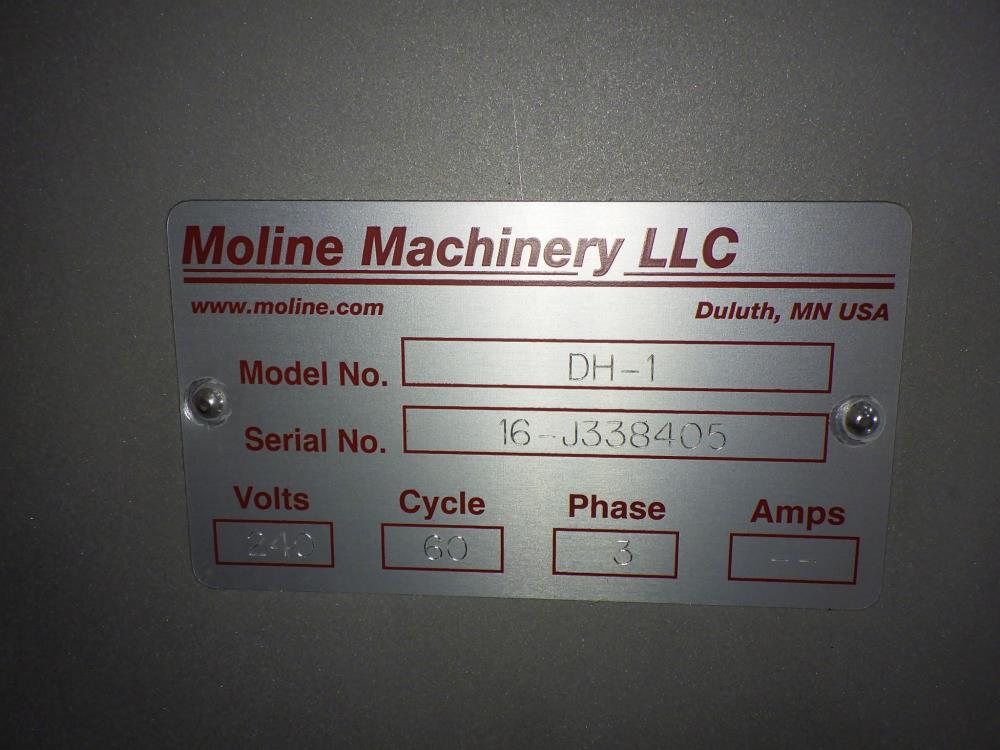 Moline Machinery LLC
www.moline.com Duluth, MN USA
Model No. DH-1
Serial No. 16-J338405
Volts Cycle Phase Amps
240 60 3 --